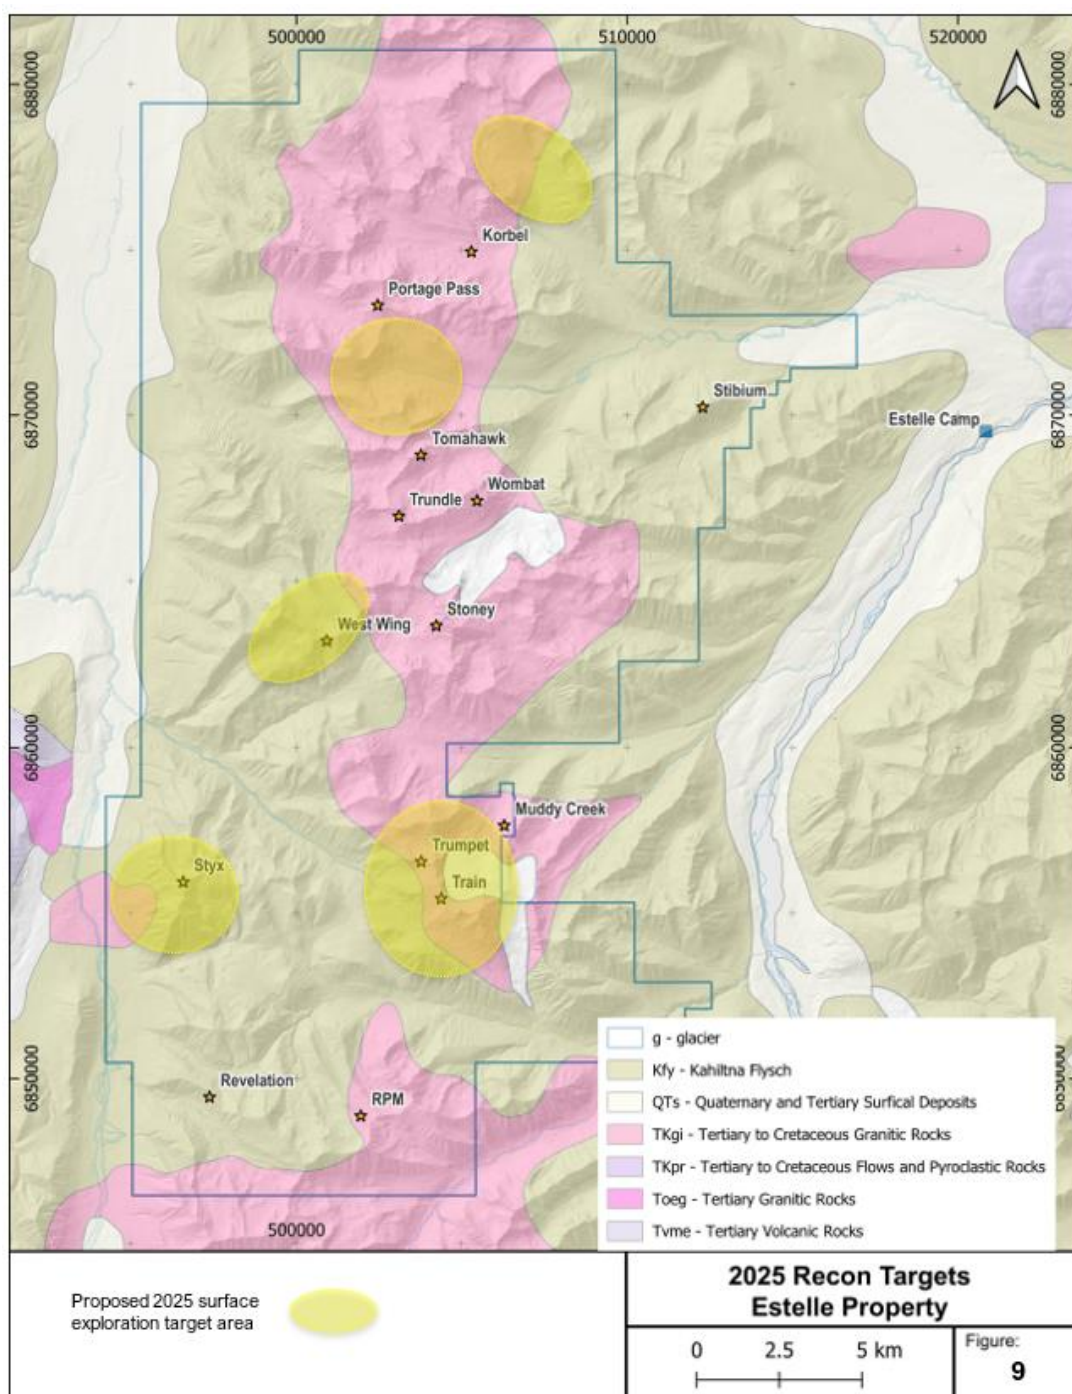 500000
510000
520000
6880000
6880000
Korbel
Portage Pass
Stibium
6870000
Estelle Camp
6870000
Tomahawk
Wombat
Trundle
Stoney
West Wing
6860000
6860000
Muddy Creek
Trumpet
Styx
Train
g - glacier
6850000
Kfy - Kahiltna Flysch
6850000
Revelation
RPM
QTs - Quaternary and Tertiary Surfical Deposits
TKgi - Tertiary to Cretaceous Granitic Rocks
TKpr - Tertiary to Cretaceous Flows and Pyroclastic Rocks
Toeg - Tertiary Granitic Rocks
Tvme - Tertiary Volcanic Rocks
500000
Proposed 2025 surface
exploration target area
2025 Recon Targets
Estelle Property
0 2.5 5 km
Figure:
9